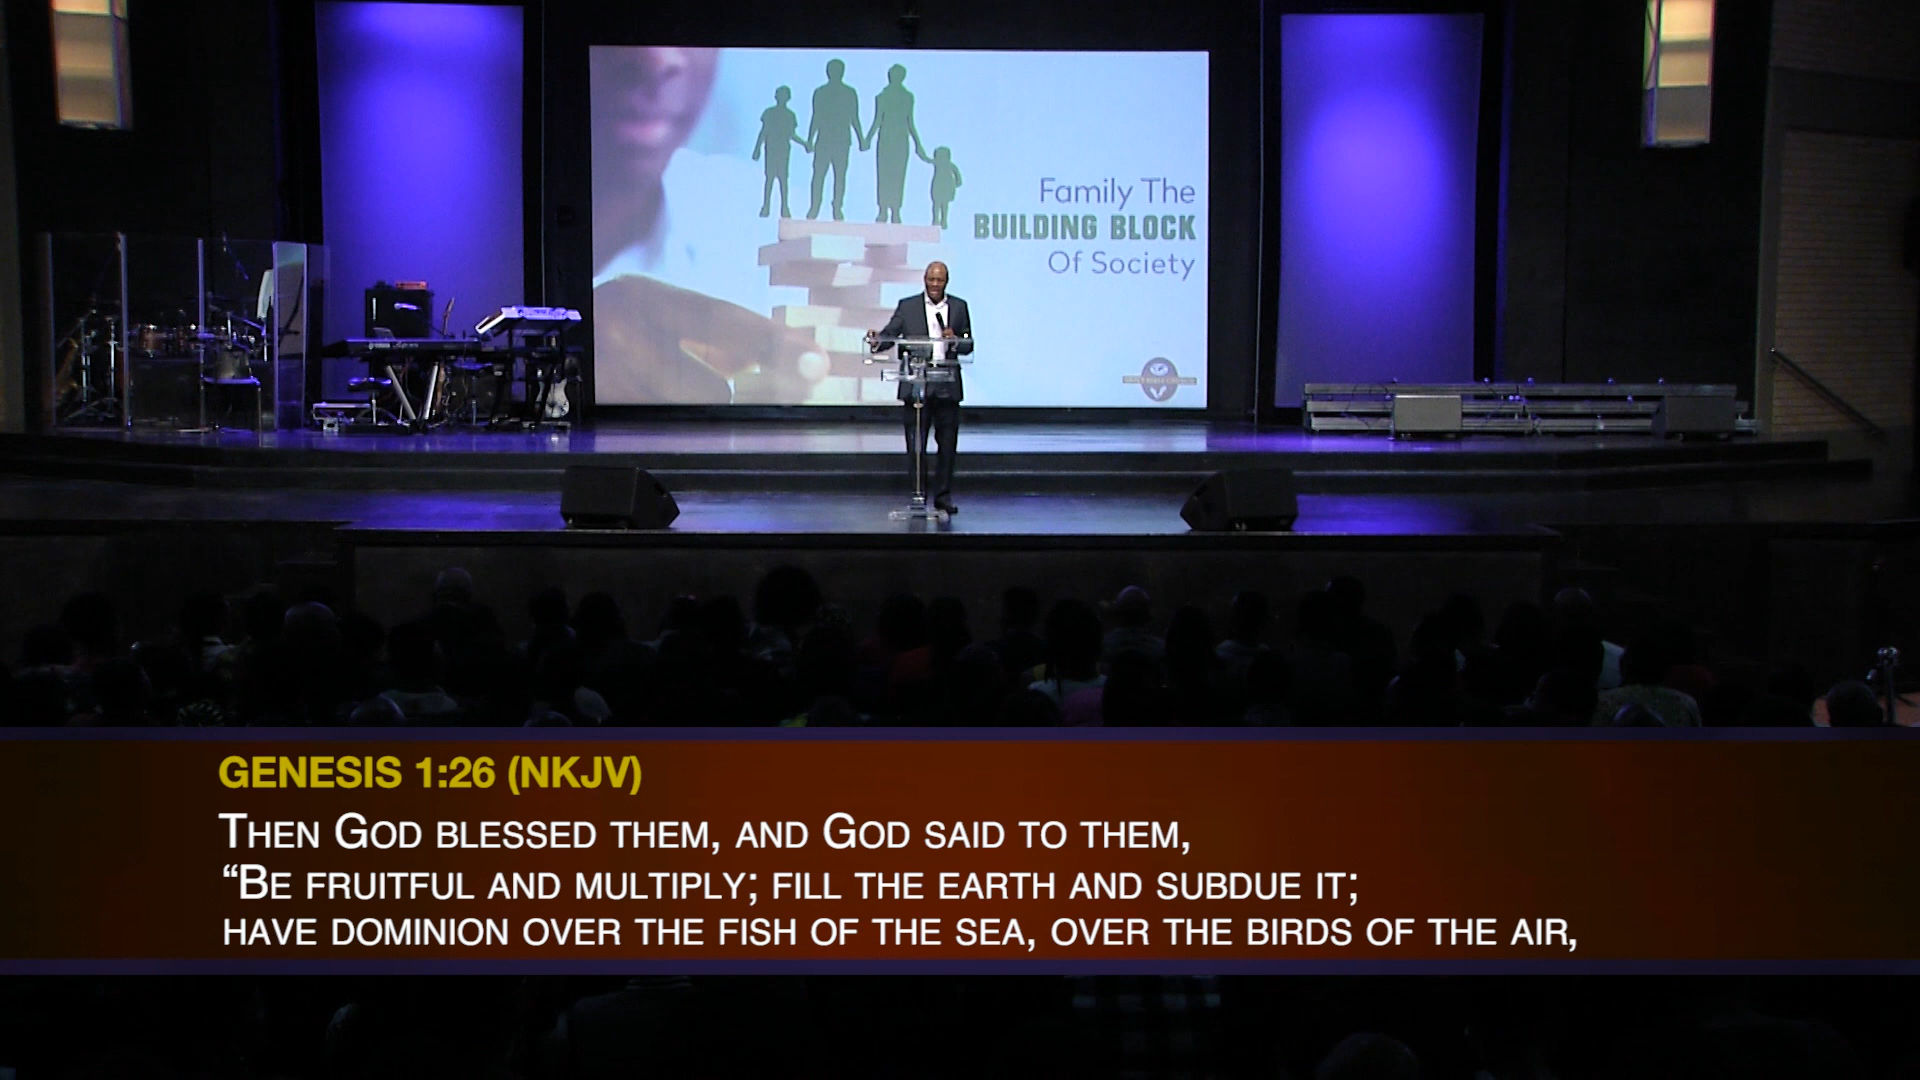 Family The
BUILDING BLOCK
Of Society
GENESIS 1:26 (NKJV)
THEN GOD BLESSED THEM, AND GOD SAID TO THEM,
“BE FRUITFUL AND MULTIPLY; FILL THE EARTH AND SUBDUE IT;
HAVE DOMINION OVER THE FISH OF THE SEA, OVER THE BIRDS OF THE AIR,